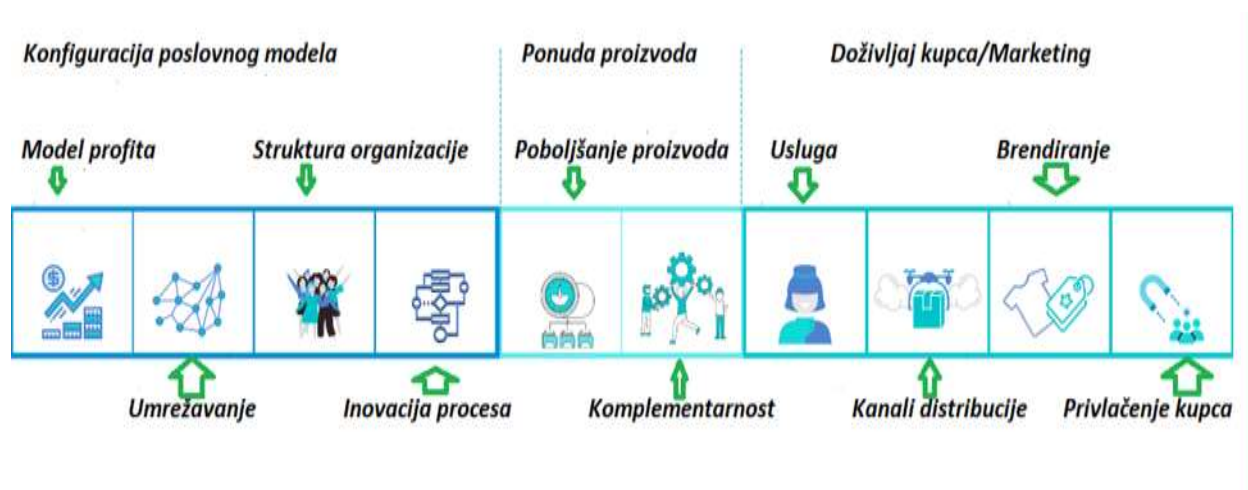 Konfiguracija poslovnog modela
Ponuda proizvoda
Doživljaj kupca/Marketing
Model profita
Struktura organizacije
Poboljšanje proizvoda
Usluga
Brendiranje
$
Umrežavanje
Inovacija procesa
Komplementarnost
Kanali distribucije
Privlačenje kupca